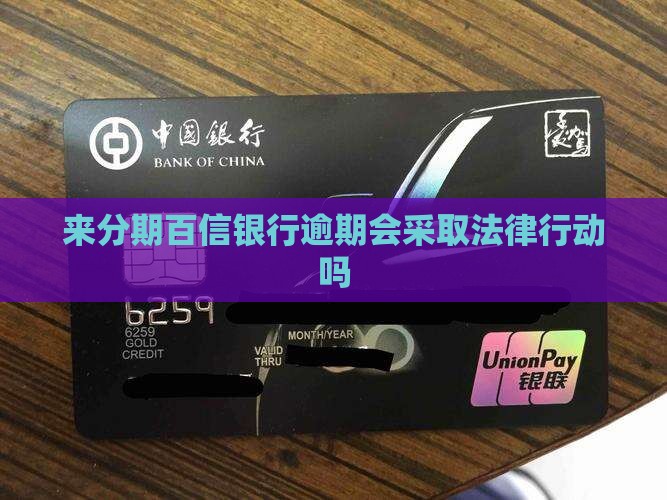 中国銀行
BANK OF CHINA
来分期百信银行逾期会采取法律行动
吗
6259
6259
GOLD
CREDIT
MONTH/YEAR
VALID
THRU
UnionPay
银联